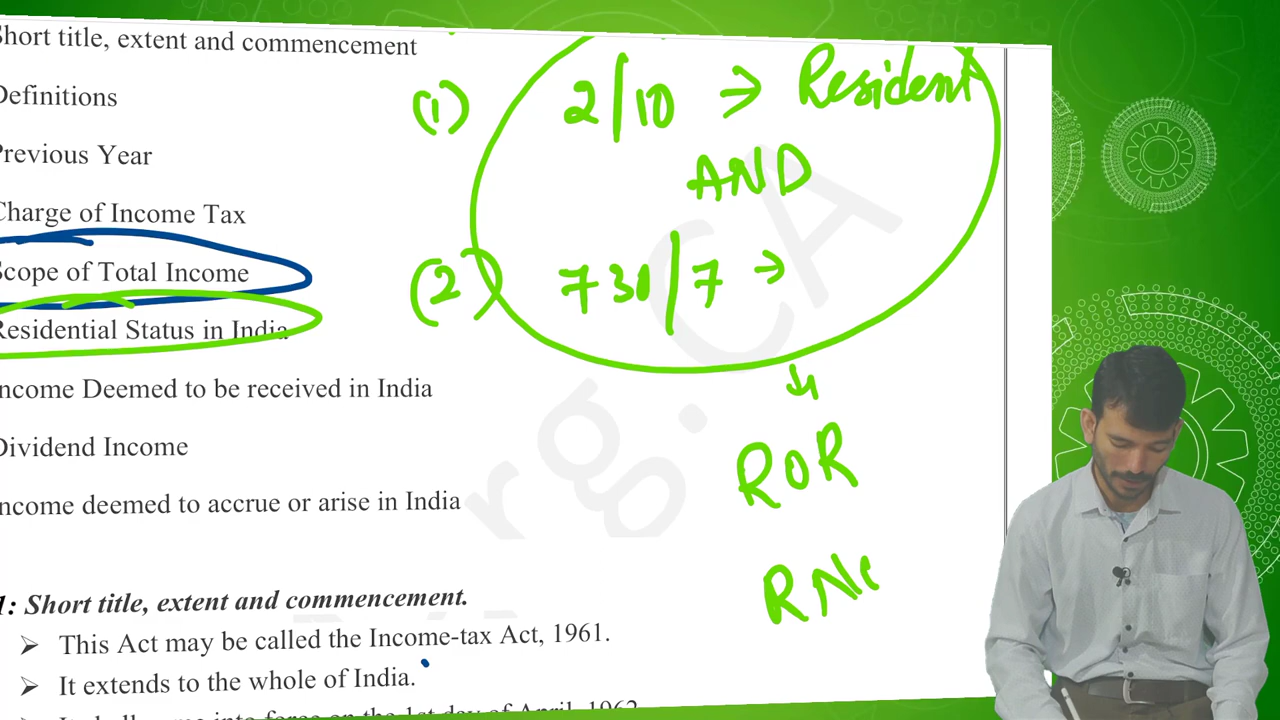 Short title, extent and commencement
Definitions
Previous Year
Charge of Income Tax
Scope of Total Income
Residential Status in India
Income Deemed to be received in India
Dividend Income
Income deemed to accrue or arise in India
(1) 2/10 → Resident
AND
(2) 730/7 →
↓
ROR
RN
1: Short title, extent and commencement.
➢ This Act may be called the Income-tax Act, 1961.
➢ It extends to the whole of India.
rg.CA